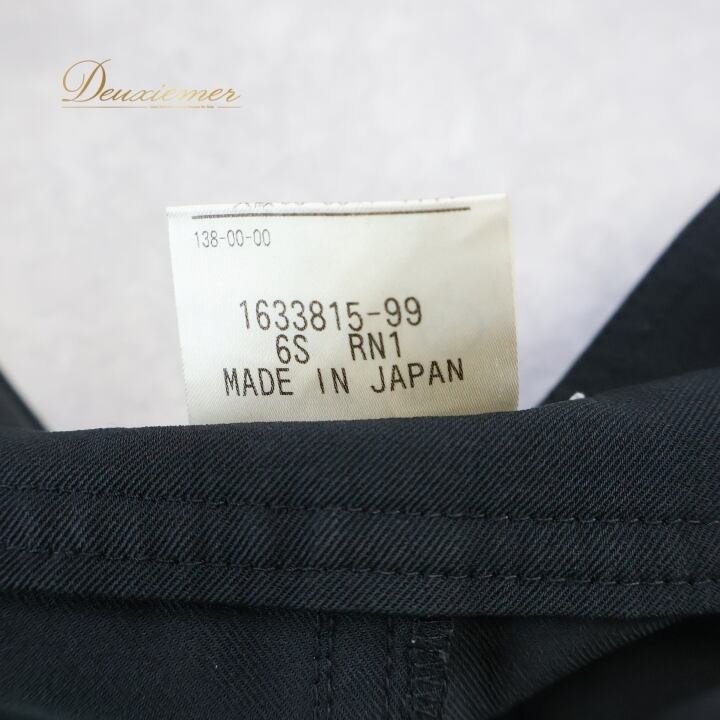 Deuxiemer
138-00-00
1633815-99
6S RN1
MADE IN JAPAN